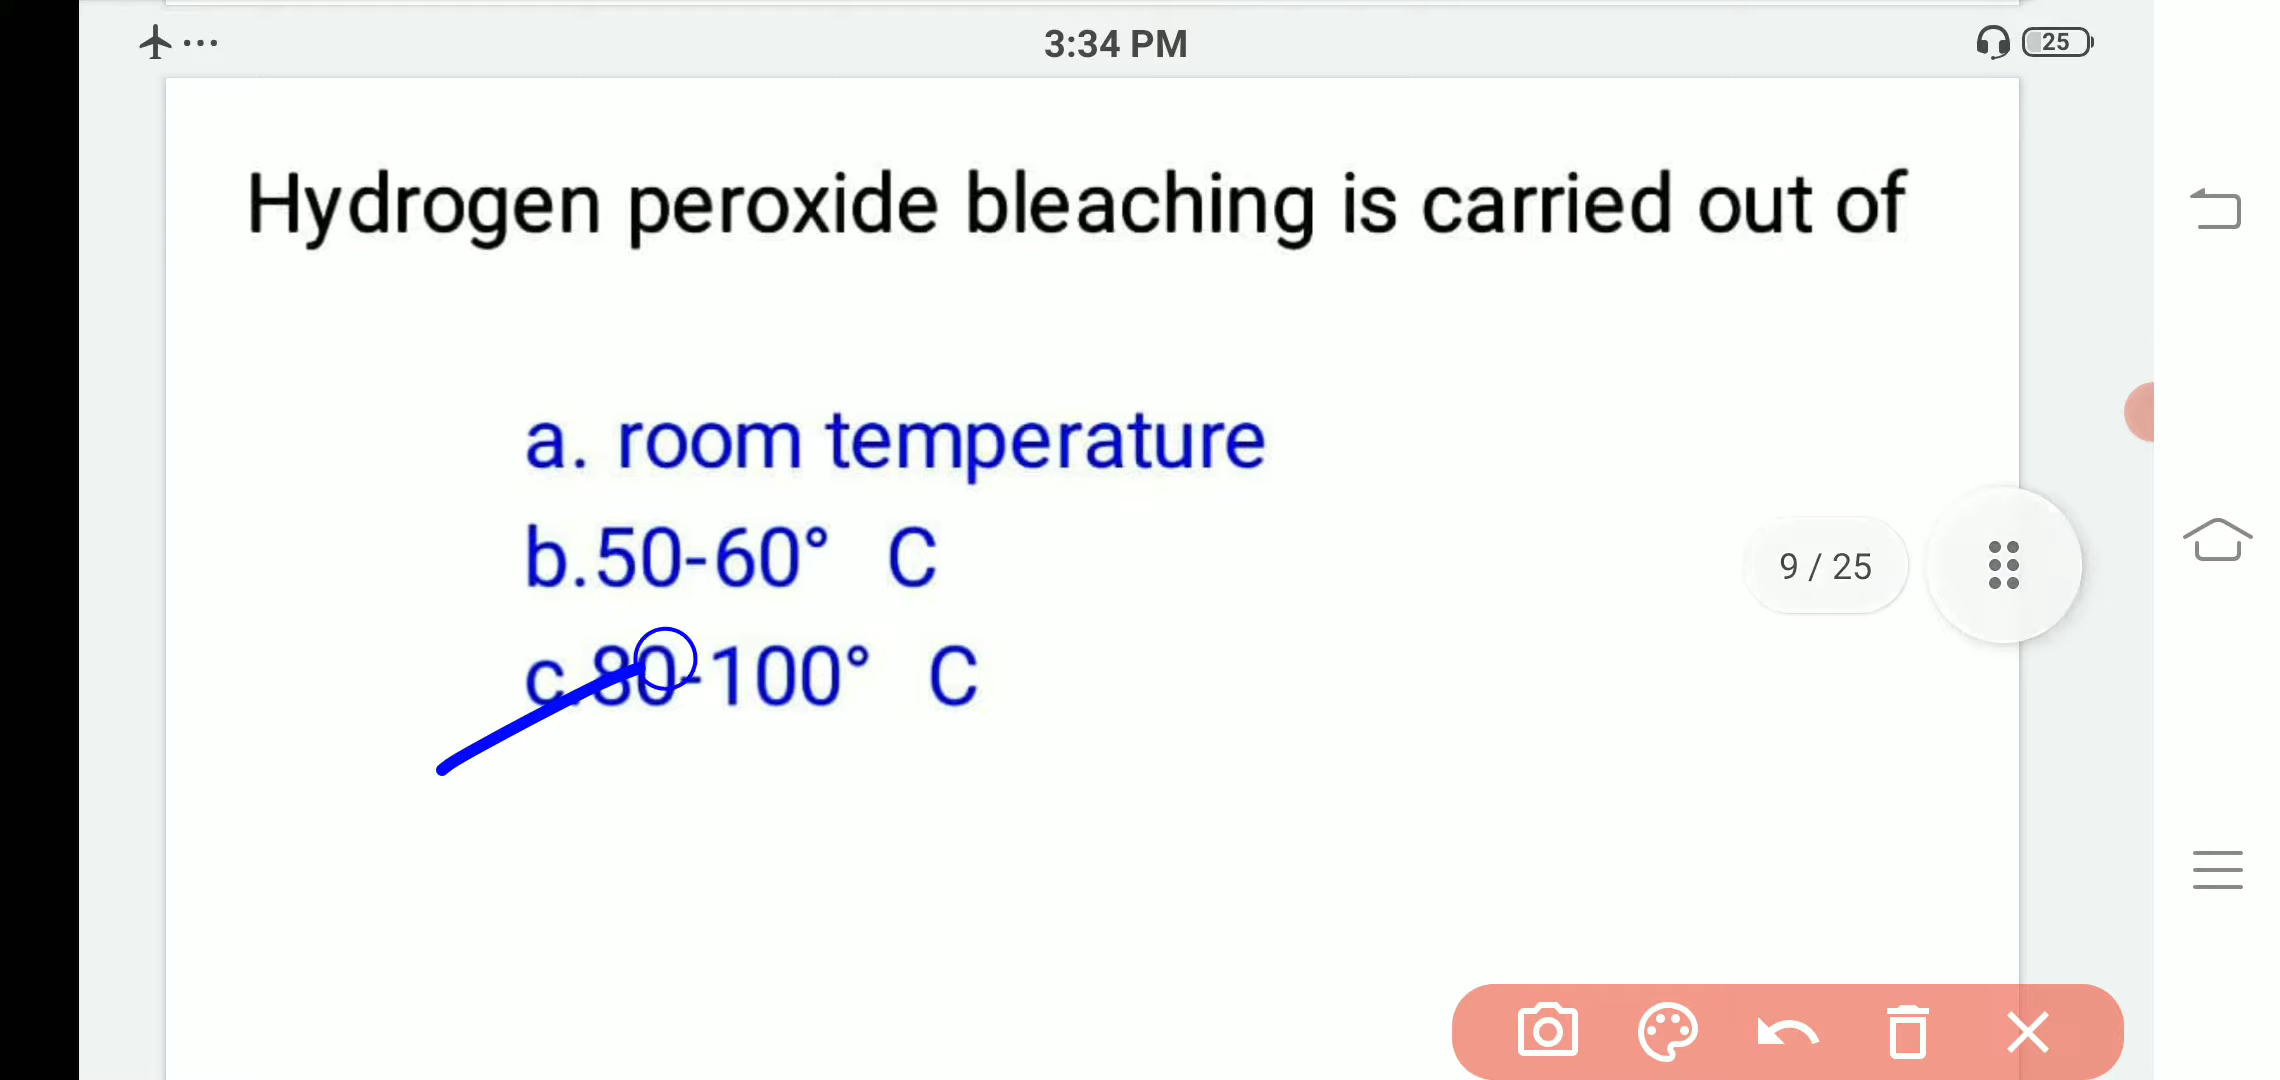 3:34 PM
25
Hydrogen peroxide bleaching is carried out of
a. room temperature
b.50-60° C
9 / 25
c.80-100° C